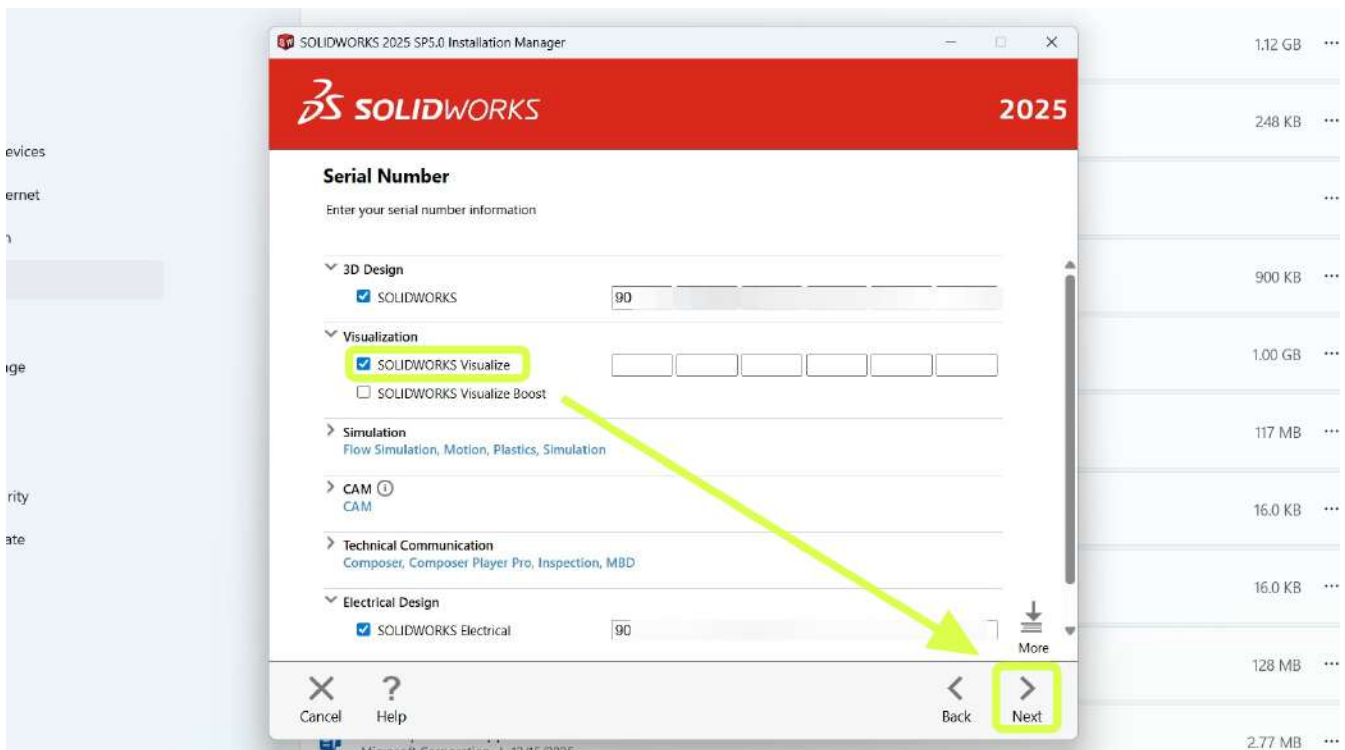 SOLIDWORKS 2025 SP5.0 Installation Manager
1.12 GB
3S SOLIDWORKS
2025
248 KB
evices
Serial Number
ernet
Enter your serial number information
3D Design
900 KB
SOLIDWORKS
90
Visualization
1.00 GB
SOLIDWORKS Visualize
SOLIDWORKS Visualize Boost
Simulation
117 MB
Flow Simulation, Motion, Plastics, Simulation
CAM
rity
CAM
16.0 KB
ate
Technical Communication
Composer, Composer Player Pro, Inspection, MBD
16.0 KB
Electrical Design
SOLIDWORKS Electrical
90
More
128 MB
Cancel
Help
Back
Next
2.77 MB